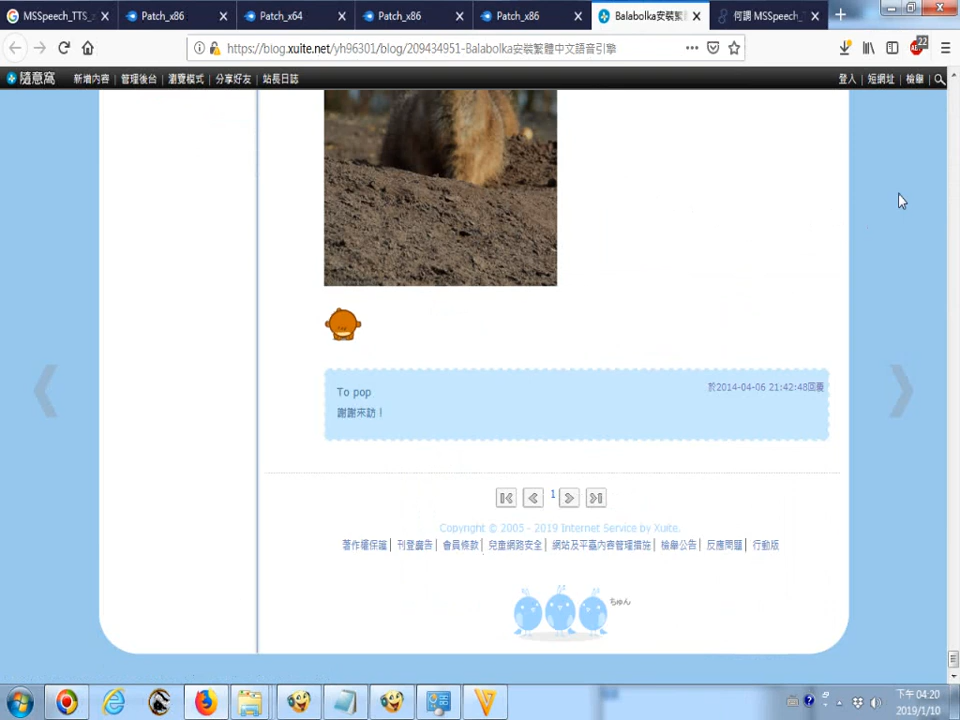 MSSpeech_TTS_
Patch_x86
Patch_x64
Patch_x86
Patch_x86
Balabolka安裝繁
何謂 MSSpeech_
https://blog.xuite.net/yh96301/blog/209434951-Balabolka安裝繁體中文語音引擎
22
隨意窩 新增內容 | 管理後台 | 瀏覽模式 | 分享好友 | 站長日誌
登入 | 短網址 | 檢舉 |
To pop
於2014-04-06 21:42:48回覆
謝謝來訪！
1
Copyright © 2003 - 2019 Internet Service by Xuite.
著作權保護 | 刊登廣告 | 會員條款 | 兒童網路安全 | 網站及平臺內容管理措施 | 檢舉公告 | 反應問題 | 行動版
ちゅん
下午 04:20
2019/1/10